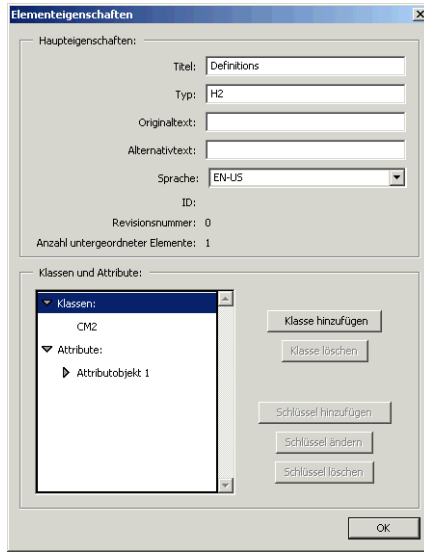 Elementeigenschaften
Haupteigenschaften:
Titel: Definitions
Typ: H2
Originaltext:
Alternativtext:
Sprache: EN-US
ID:
Revisionsnummer: 0
Anzahl untergeordneter Elemente: 1
Klassen und Attribute:
Klassen:
CM2
Attribute:
Attributobjekt 1
Klasse hinzufügen
Klasse löschen
Schlüssel hinzufügen
Schlüssel ändern
Schlüssel löschen
OK